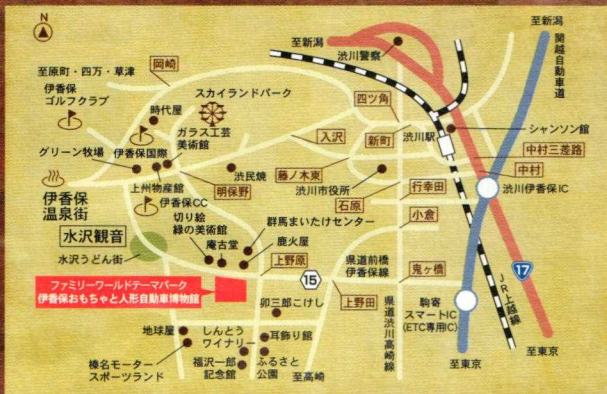 N
至新潟
至新潟
岡崎
渋川警察
関越自動車道
至原町・四万・草津
伊香保
ゴルフクラブ
スカイランドパーク
時代屋
四ツ角
ガラス工芸
美術館
入沢
新町
渋川駅
シャンソン館
グリーン牧場
伊香保国際
中村三差路
渋民焼
藤ノ木東
中村
上州物産館
明保野
渋川市役所
行幸田
渋川伊香保IC
伊香保
温泉街
伊香保CC
石原
切り絵
緑の美術館
小倉
群馬まいたけセンター
水沢観音
庵古堂
鹿火屋
水沢うどん街
上野原
県道前橋
伊香保線
鬼ヶ橋
17
15
ファミリーワールドテーマパーク
伊香保おもちゃと人形自動車博物館
上野田
JR上越線
卯三郎こけし
県道渋川高崎線
駒寄
スマートIC
(ETC専用IC)
地球屋
しんとう
ワイナリー
耳飾り館
榛名モーター
スポーツランド
福沢一郎
記念館
ふるさと
公園
至高崎
至東京
至東京